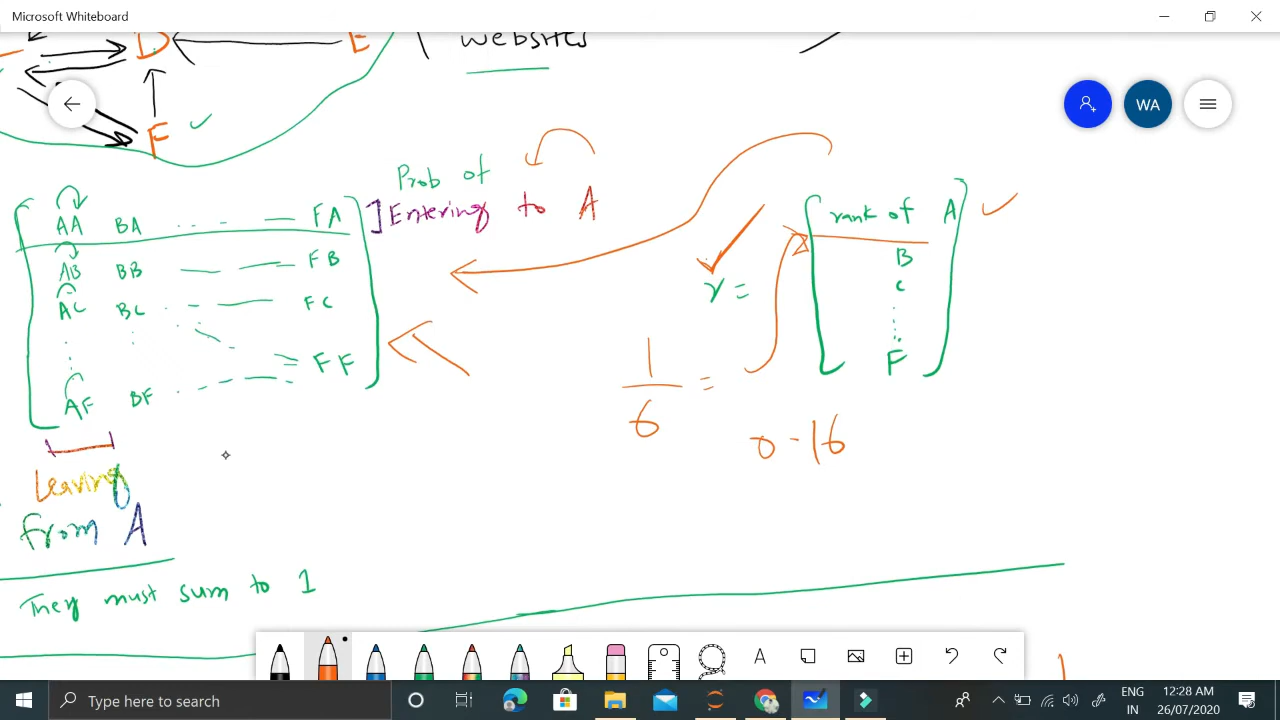 Microsoft Whiteboard
D
E
websites
F
WA
Prob of
Entering to A
AA BA .. - — FA
AB BB — — FB
AC BC . - — FC
FF
AF BF
rank of A
B
C
F
r =
1
6
=
0.16
Leaving
from A
They must sum to 1
A
Type here to search
ENG
IN
12:28 AM
26/07/2020